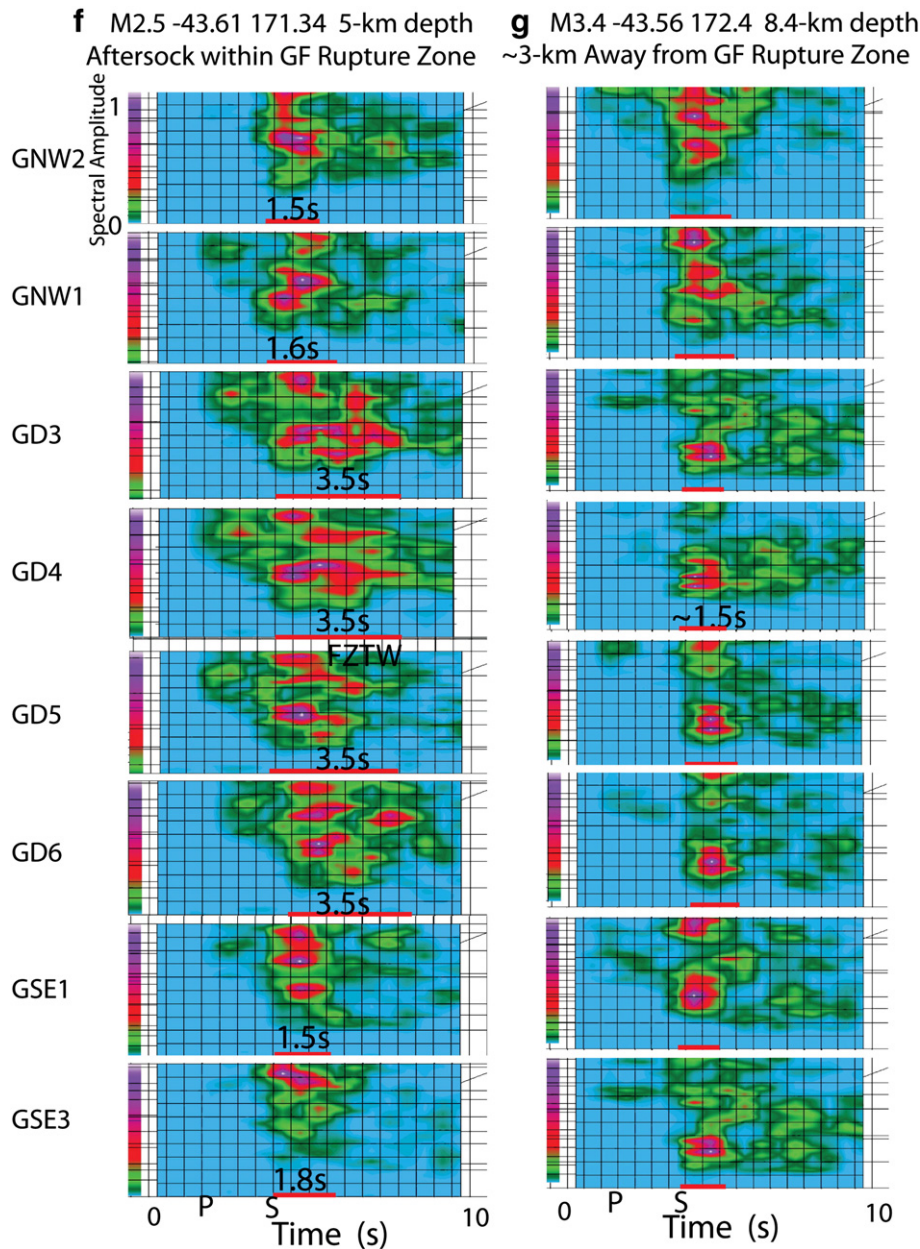 f M2.5 -43.61 171.34 5-km depth
Aftersock within GF Rupture Zone
g M3.4 -43.56 172.4 8.4-km depth
~3-km Away from GF Rupture Zone
Spectral Amplitude
1
0
GNW2
1.5s
GNW1
1.6s
GD3
3.5s
GD4
3.5s
~1.5s
FZTW
GD5
3.5s
GD6
3.5s
GSE1
1.5s
GSE3
1.8s
0 P S 10
Time (s)
0 P S 10
Time (s)